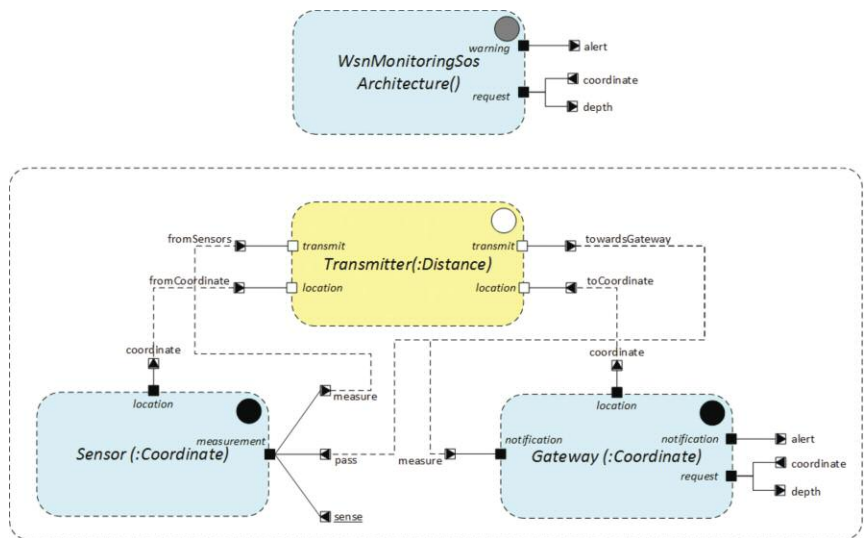 warning
alert
WsnMonitoringSos
Architecture()
coordinate
request
depth
fromSensors
transmit
transmit
towardsGateway
Transmitter(:Distance)
fromCoordinate
location
location
toCoordinate
coordinate
coordinate
location
measure
location
measurement
notification
notification
alert
Sensor (:Coordinate)
pass
measure
Gateway (:Coordinate)
coordinate
request
depth
sense